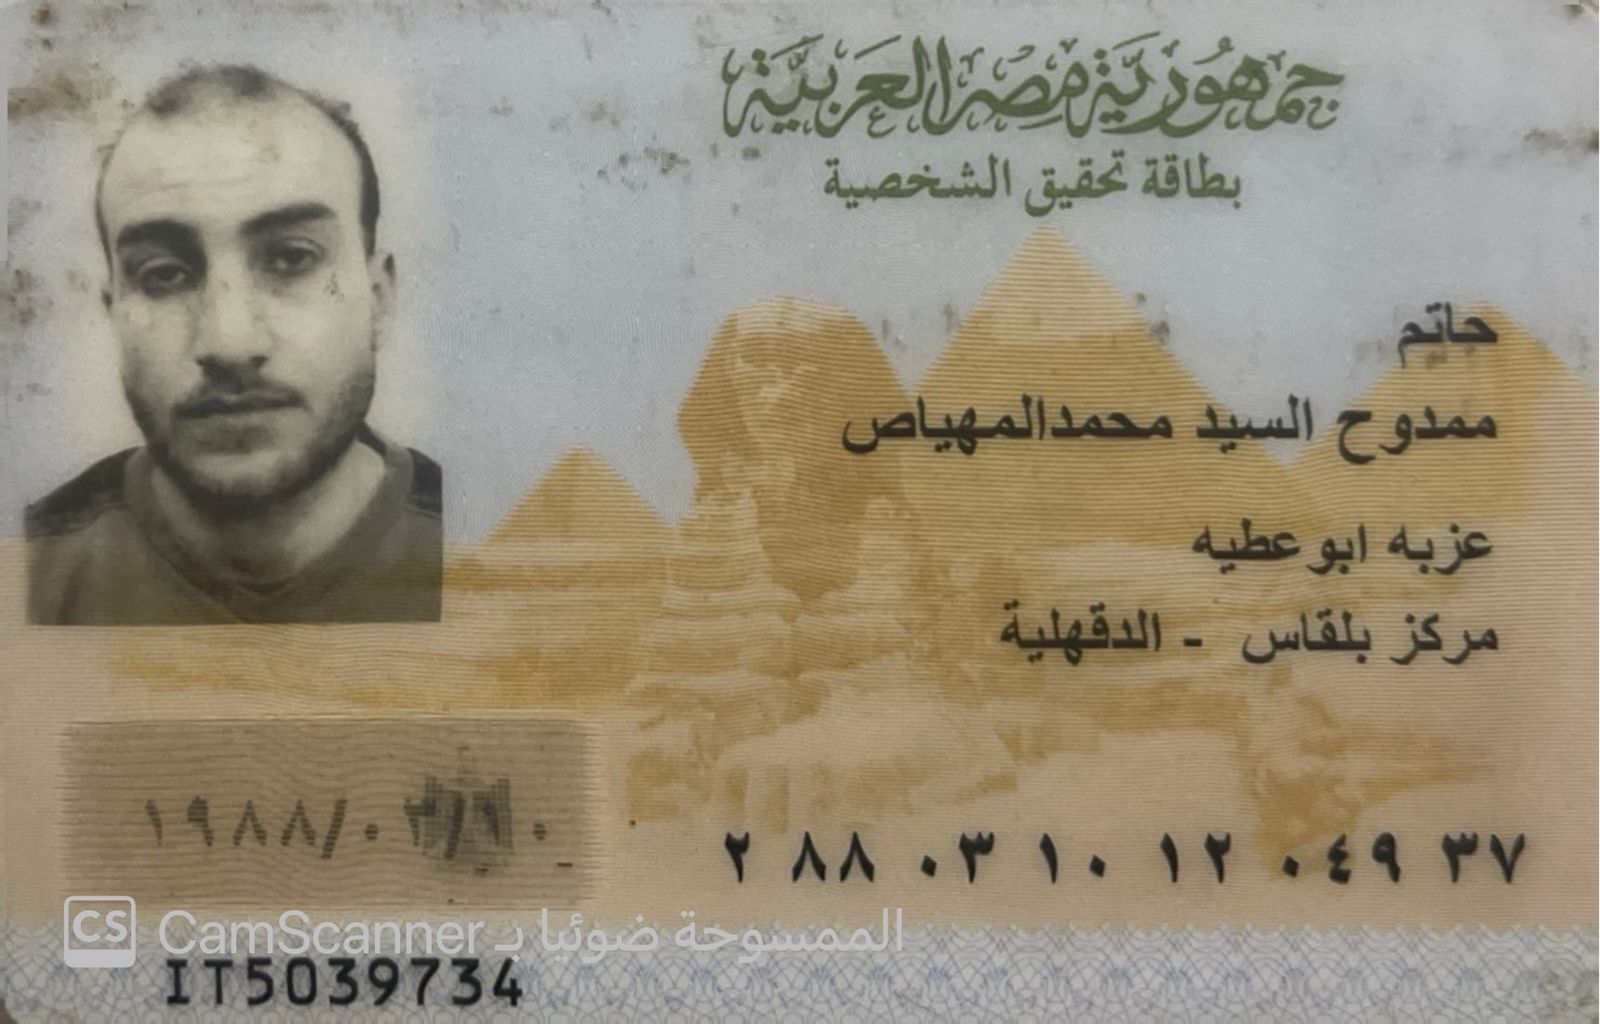 جمهورية مصر العربية
بطاقة تحقيق الشخصية
حاتم
ممدوح السيد محمدالمهياص
عزبه ابوعطيه
مركز بلقاس - الدقهلية
١٩٨٨/٠٣/١٠
٢ ٨٨ ٠٣ ١٠ ١٢ ٠٤٩ ٣٧
CS CamScanner الممسوحة ضوئيا بـ
IT5039734